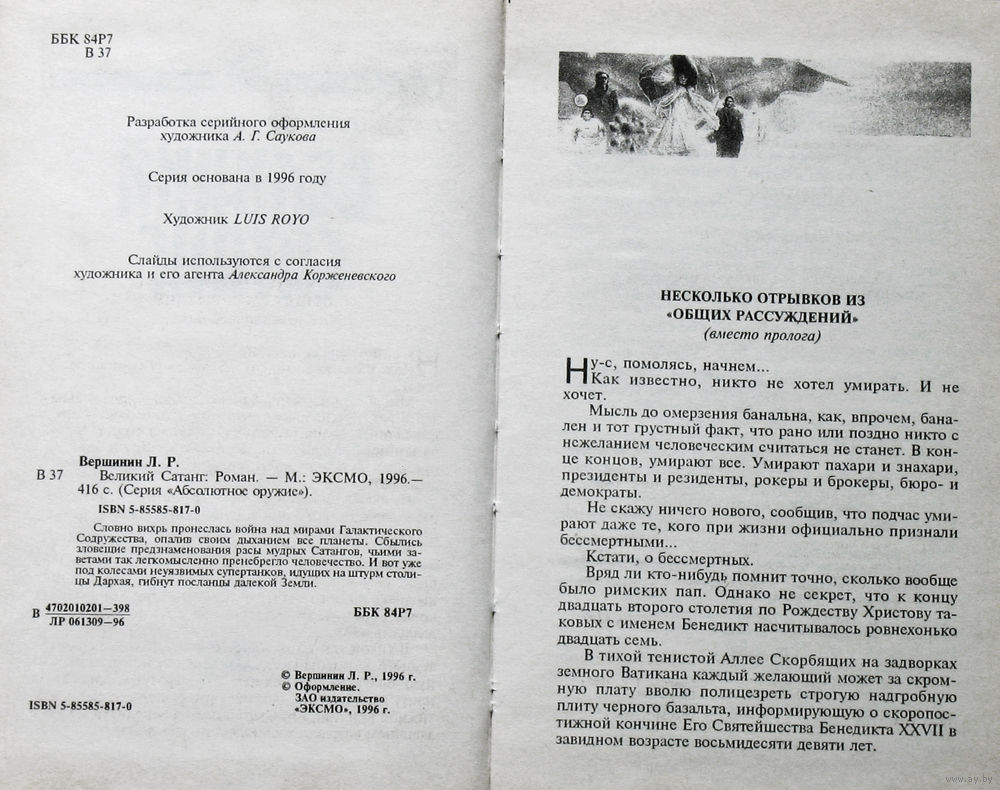 ББК 84Р7
В 37
Разработка серийного оформления
художника А. Г. Саукова
Серия основана в 1996 году
Художник LUIS ROYO
Слайды используются с согласия
художника и его агента Александра Корженевского
Вершинин Л. Р.
В 37 Великий Сатанг: Роман. — М.: ЭКСМО, 1996.—
416 с. (Серия «Абсолютное оружие»).
ISBN 5-85585-817-0
Словно вихрь пронеслась война над мирами Галактического
Содружества, опалив своим дыханием все планеты. Сбылись
зловещие предзнаменования расы мудрых Сатангов, чьими за-
ветами так легкомысленно пренебрегло человечество. И вот уже
под колесами неуязвимых супертанков, идущих на штурм столи-
цы Дархая, гибнут посланцы далекой Земли.
В 4702010201—398
ЛР 061309—96
ББК 84Р7
© Вершинин Л. Р., 1996 г.
© Оформление.
ЗАО издательство
«ЭКСМО», 1996 г.
ISBN 5-85585-817-0
НЕСКОЛЬКО ОТРЫВКОВ ИЗ
«ОБЩИХ РАССУЖДЕНИЙ»
(вместо пролога)
Ну-с, помолясь, начнем...
Как известно, никто не хотел умирать. И не
хочет.
Мысль до омерзения банальна, как, впрочем, бана-
лен и тот грустный факт, что рано или поздно никто с
нежеланием человеческим считаться не станет. В кон-
це концов, умирают все. Умирают пахари и знахари,
президенты и резиденты, рокеры и брокеры, бюро- и
демократы.
Не скажу ничего нового, сообщив, что подчас уми-
рают даже те, кого при жизни официально признали
бессмертными...
Кстати, о бессмертных.
Вряд ли кто-нибудь помнит точно, сколько вообще
было римских пап. Однако не секрет, что к концу
двадцать второго столетия по Рождеству Христову та-
ковых с именем Бенедикт насчитывалось ровнехонько
двадцать семь.
В тихой тенистой Аллее Скорбящих на задворках
земного Ватикана каждый желающий может за скром-
ную плату вволю полицезреть строгую надгробную
плиту черного базальта, информирующую о скоропос-
тижной кончине Его Святейшества Бенедикта XXVII в
завидном возрасте восьмидесяти девяти лет.
www.ay.by